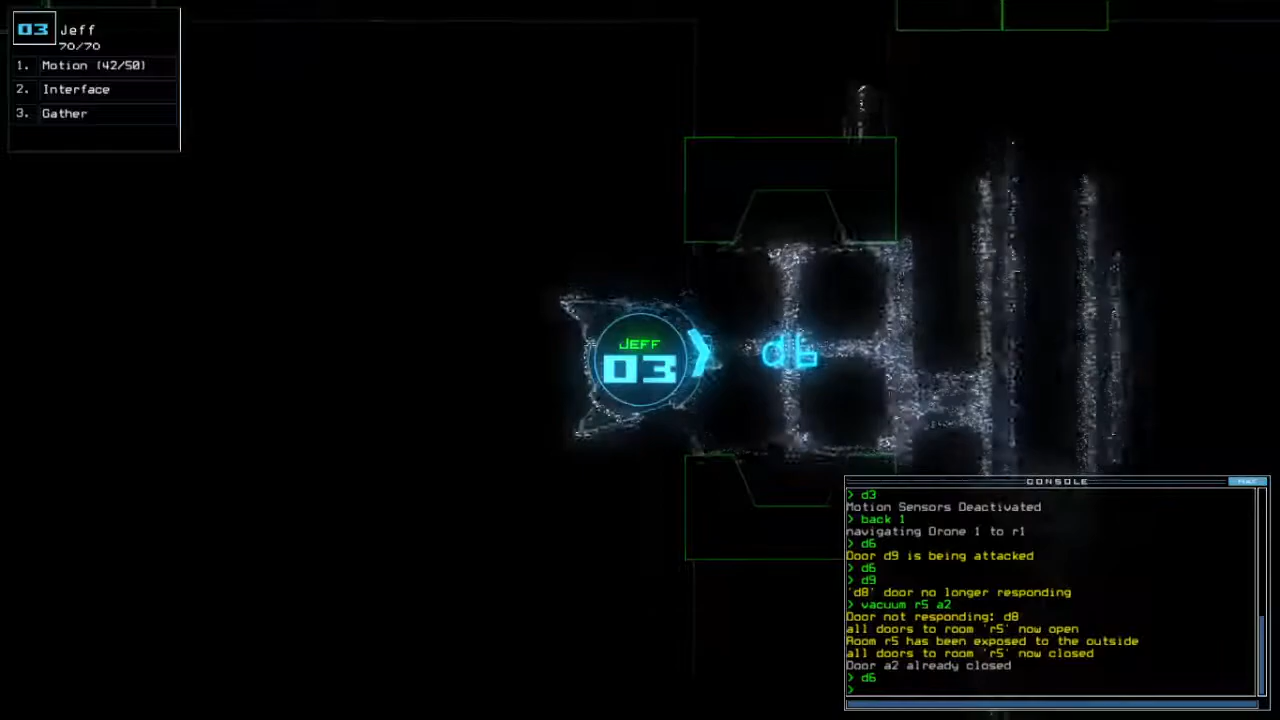 03 Jeff
70/70
1. Motion (42/50)
2. Interface
3. Gather
JEFF
03
d6
CONSOLE
> d3
Motion Sensors Deactivated
> back 1
navigating Drone 1 to r1
> d6
Door d9 is being attacked
> d6
> d9
'd8' door no longer responding
> vacuum r5 a2
Door not responding: d8
all doors to room 'r5' now open
Room r5 has been exposed to the outside
all doors to room 'r5' now closed
Door a2 already closed
> d6
>